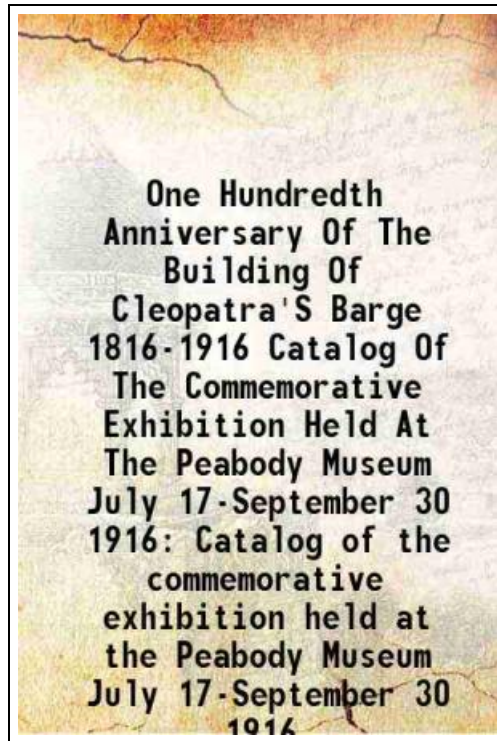 One Hundredth
Anniversary Of The
Building Of
Cleopatra'S Barge
1816-1916 Catalog Of
The Commemorative
Exhibition Held At
The Peabody Museum
July 17-September 30
1916: Catalog of the
commemorative
exhibition held at
the Peabody Museum
July 17-September 30
1916